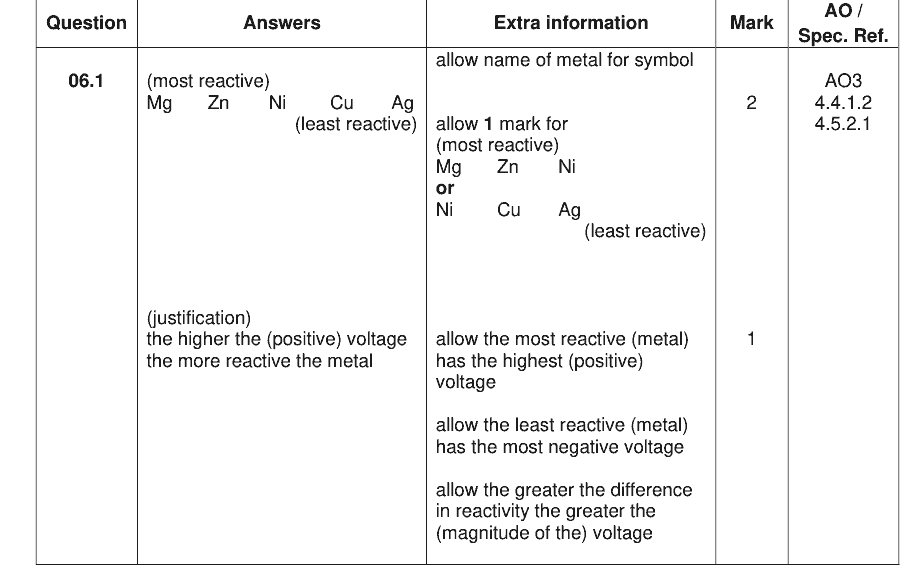 Question Answers Extra information Mark AO /
Spec. Ref.
allow name of metal for symbol
06.1 (most reactive) AO3
Mg Zn Ni Cu Ag 2 4.4.1.2
(least reactive) allow 1 mark for 4.5.2.1
(most reactive)
Mg Zn Ni
or
Ni Cu Ag
(least reactive)
(justification)
the higher the (positive) voltage allow the most reactive (metal) 1
the more reactive the metal has the highest (positive)
voltage
allow the least reactive (metal)
has the most negative voltage
allow the greater the difference
in reactivity the greater the
(magnitude of the) voltage